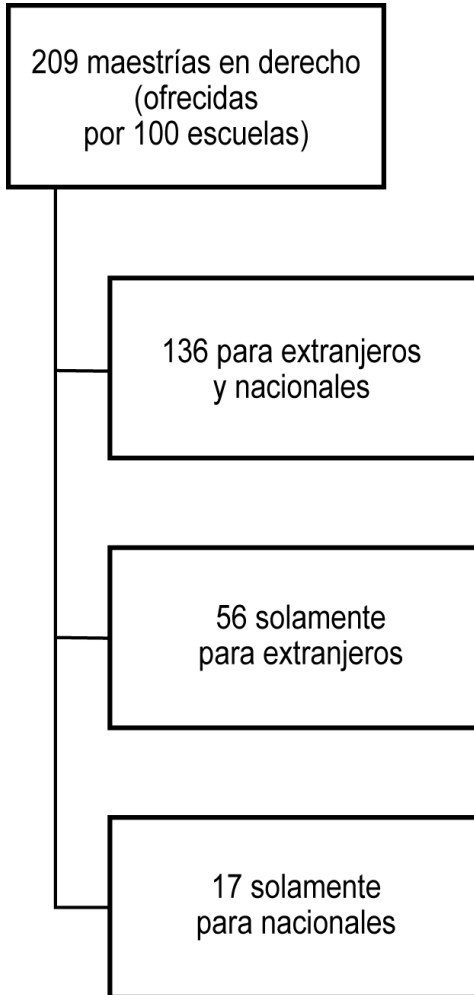 209 maestrías en derecho
(ofrecidas
por 100 escuelas)
136 para extranjeros
y nacionales
56 solamente
para extranjeros
17 solamente
para nacionales